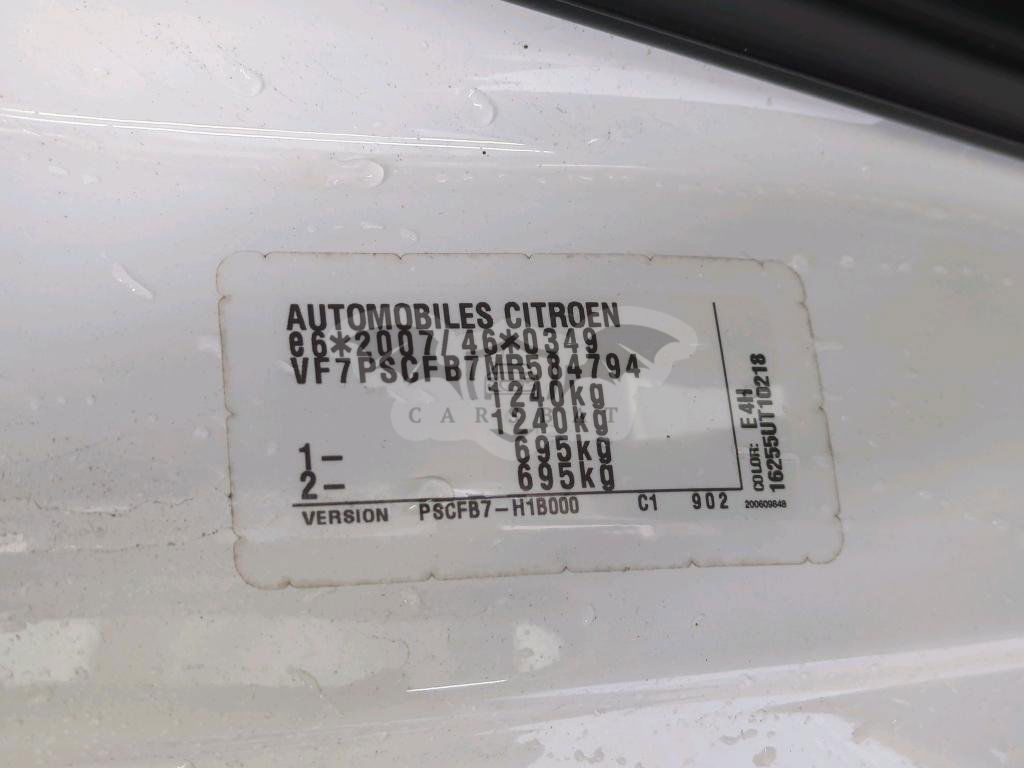 AUTOMOBILES CITROEN
e6*2007/46*0349
VF7PSCFB7MR584794
1240kg
1240kg
1- 695kg
2- 695kg
VERSION PSCFB7-H1B000 C1 902
COLOR: E4H
16255UT10218
200609848
CARSBIT